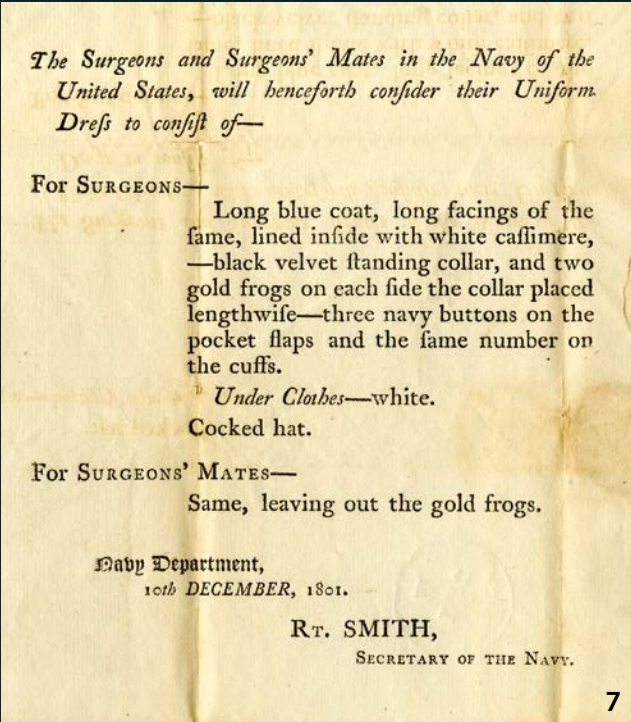 The Surgeons and Surgeons' Mates in the Navy of the
United States, will henceforth conſider their Uniform
Dreſs to conſiſt of—
For SURGEONS—
Long blue coat, long facings of the
ſame, lined inſide with white caſſimere,
—black velvet ſtanding collar, and two
gold frogs on each ſide the collar placed
lengthwiſe—three navy buttons on the
pocket flaps and the ſame number on
the cuffs.
Under Clothes—white.
Cocked hat.
For SURGEONS' MATES—
Same, leaving out the gold frogs.
Navy Department,
10th DECEMBER, 1801.
RT. SMITH,
SECRETARY OF THE NAVY.
7